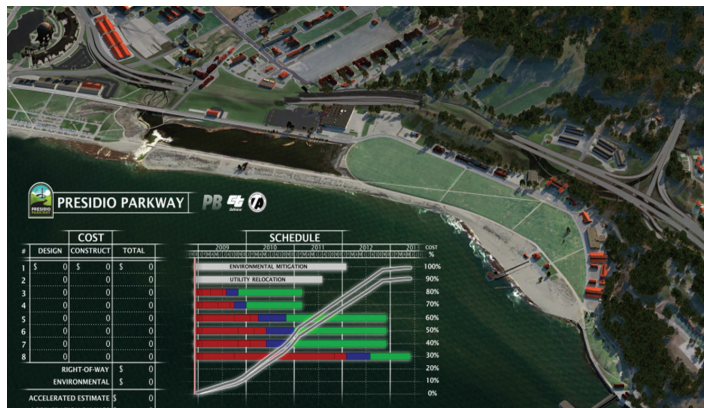 PRESIDIO PARKWAY
PRESIDIO
PARKWAY
PB
COST
# DESIGN CONSTRUCT TOTAL
1 $ 0 $ 0 $ 0
2 0 0 0
3 0 0 0
4 0 0 0
5 0 0 0
6 0 0 0
7 0 0 0
8 0 0 0
RIGHT-OF-WAY $ 0
ENVIRONMENTAL $ 0
ACCELERATED ESTIMATE $ 0
SCHEDULE
2009 2010 2011 2012 COST
%
ENVIRONMENTAL MITIGATION 100%
UTILITY RELOCATION 90%
80%
70%
60%
50%
40%
30%
20%
10%
0%